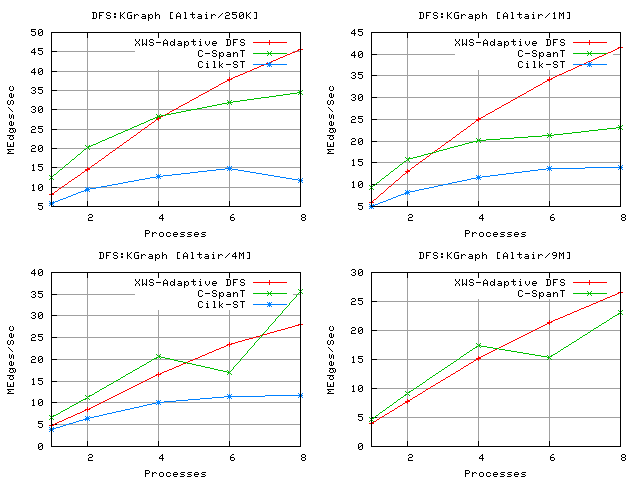 DFS:KGraph [Altair/250K]
MEdges/Sec
50
45
40
35
30
25
20
15
10
5
XWS-Adaptive DFS
C-SpanT
Cilk-ST
2 4 6 8
Processes
DFS:KGraph [Altair/1M]
MEdges/Sec
45
40
35
30
25
20
15
10
5
XWS-Adaptive DFS
C-SpanT
Cilk-ST
2 4 6 8
Processes
DFS:KGraph [Altair/4M]
MEdges/Sec
40
35
30
25
20
15
10
5
0
XWS-Adaptive DFS
C-SpanT
Cilk-ST
2 4 6 8
Processes
DFS:KGraph [Altair/9M]
MEdges/Sec
30
25
20
15
10
5
0
XWS-Adaptive DFS
C-SpanT
2 4 6 8
Processes